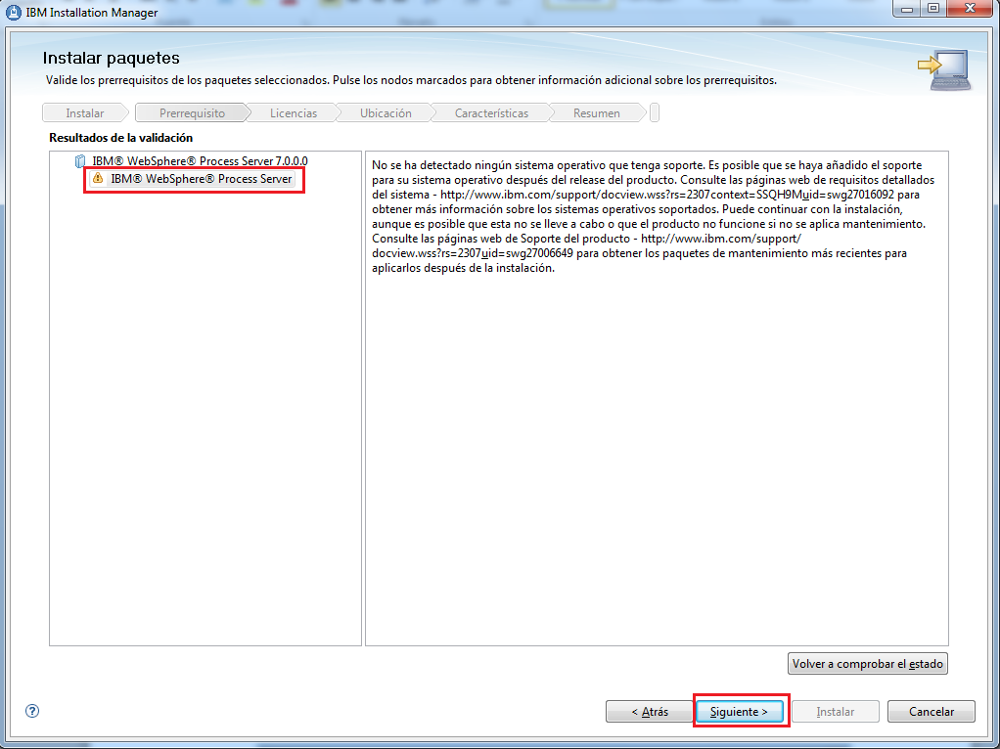 IBM Installation Manager
Instalar paquetes
Valide los prerrequisitos de los paquetes seleccionados. Pulse los nodos marcados para obtener información adicional sobre los prerrequisitos.
Instalar
Prerrequisito
Licencias
Ubicación
Características
Resumen
Resultados de la validación
IBM® WebSphere® Process Server 7.0.0.0
IBM® WebSphere® Process Server
No se ha detectado ningún sistema operativo que tenga soporte. Es posible que se haya añadido el soporte
para su sistema operativo después del release del producto. Consulte las páginas web de requisitos detallados
del sistema - http://www.ibm.com/support/docview.wss?rs=2307context=SSQH9Muid=swg27016092 para
obtener más información sobre los sistemas operativos soportados. Puede continuar con la instalación,
aunque es posible que esta no se lleve a cabo o que el producto no funcione si no se aplica mantenimiento.
Consulte las páginas web de Soporte del producto - http://www.ibm.com/support/
docview.wss?rs=2307uid=swg27006649 para obtener los paquetes de mantenimiento más recientes para
aplicarlos después de la instalación.
Volver a comprobar el estado
?
< Atrás
Siguiente >
Instalar
Cancelar